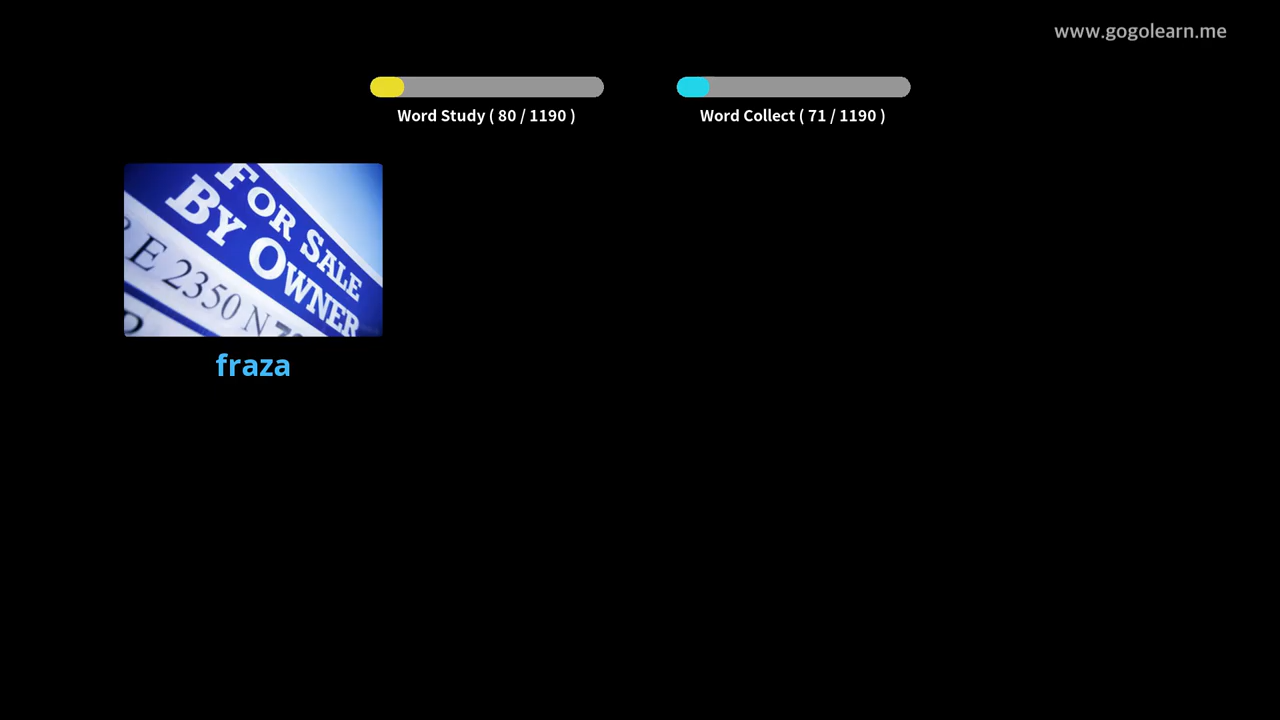 www.gogolearn.me
Word Study ( 80 / 1190 )
Word Collect ( 71 / 1190 )
FOR SALE
BY OWNER
E 2350 N
fraza